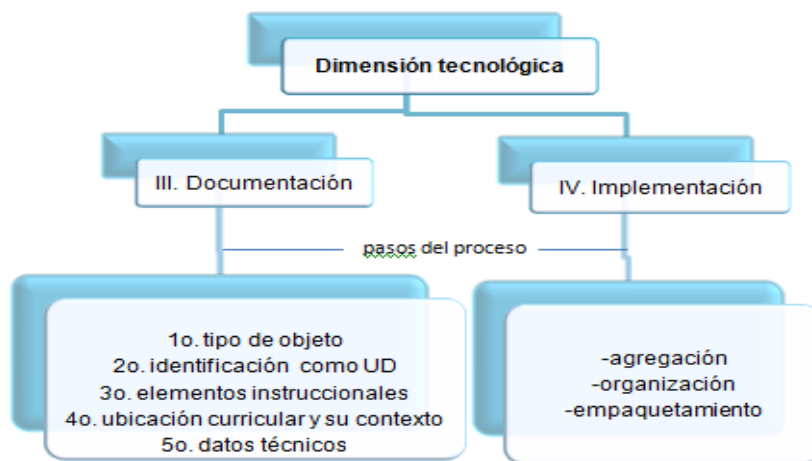 Dimensión tecnológica
III. Documentación
IV. Implementación
pasos del proceso
1o. tipo de objeto
2o. identificación como UD
3o. elementos instruccionales
4o. ubicación curricular y su contexto
5o. datos técnicos
-agregación
-organización
-empaquetamiento